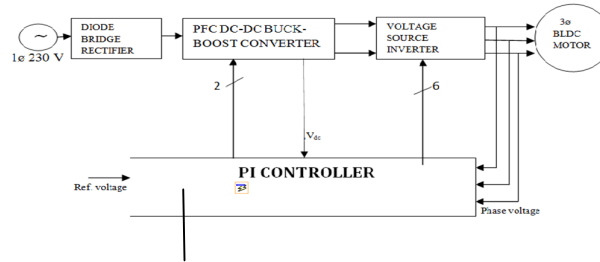 DIODE
BRIDGE
RECTIFIER
PFC DC-DC BUCK-
BOOST CONVERTER
VOLTAGE
SOURCE
INVERTER
3ø
BLDC
MOTOR
1ø 230 V
2
6
.V dc
PI CONTROLLER
Ref. voltage
Phase voltage